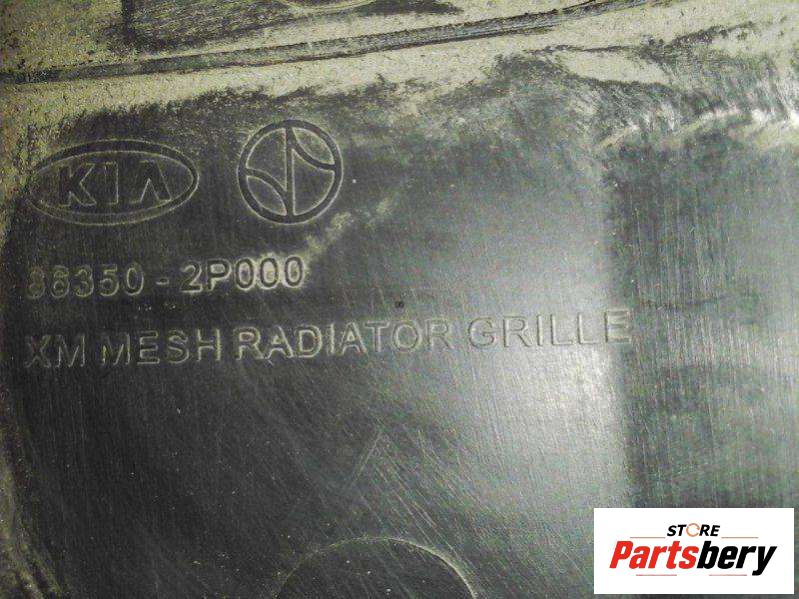 KIA
86350-2P000
XM MESH RADIATOR GRILLE
STORE
Partsbery